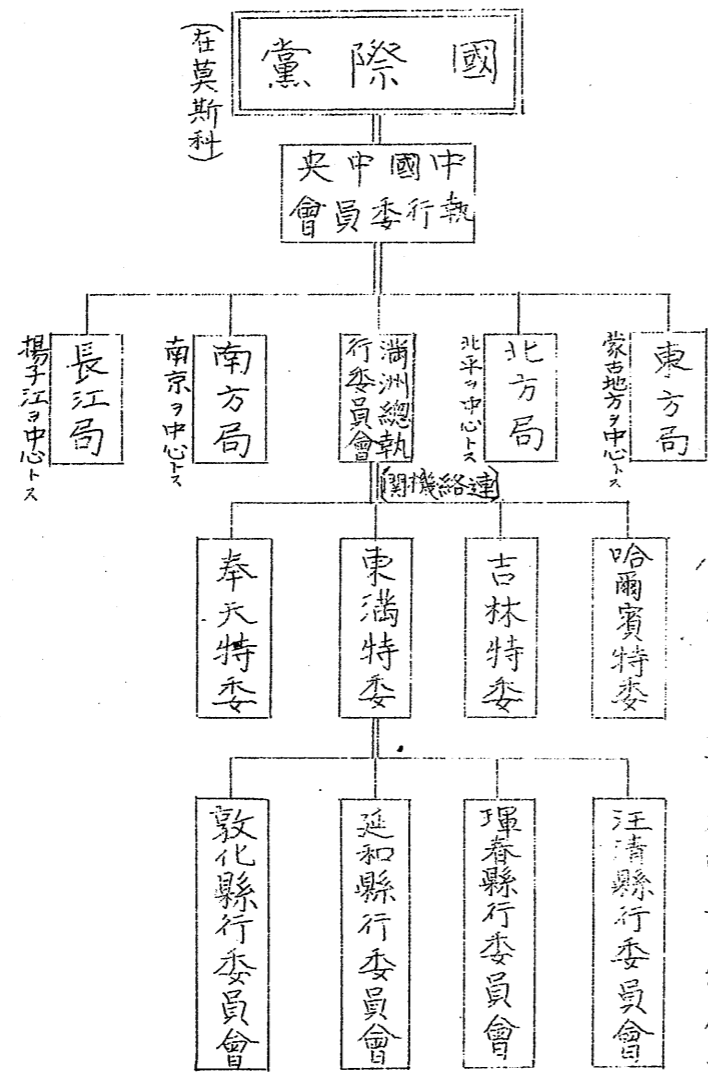 國際黨
(在莫斯科)
中國中央
執行委員會
東方局
蒙古地方ヲ中心トス
北方局
北平ヲ中心トス
滿洲總執
行委員會
南方局
南京ヲ中心トス
長江局
揚子江ヲ中心トス
(連絡機関)
哈爾賓特委
吉林特委
東滿特委
奉天特委
汪清縣行委員會
琿春縣行委員會
延和縣行委員會
敦化縣行委員會